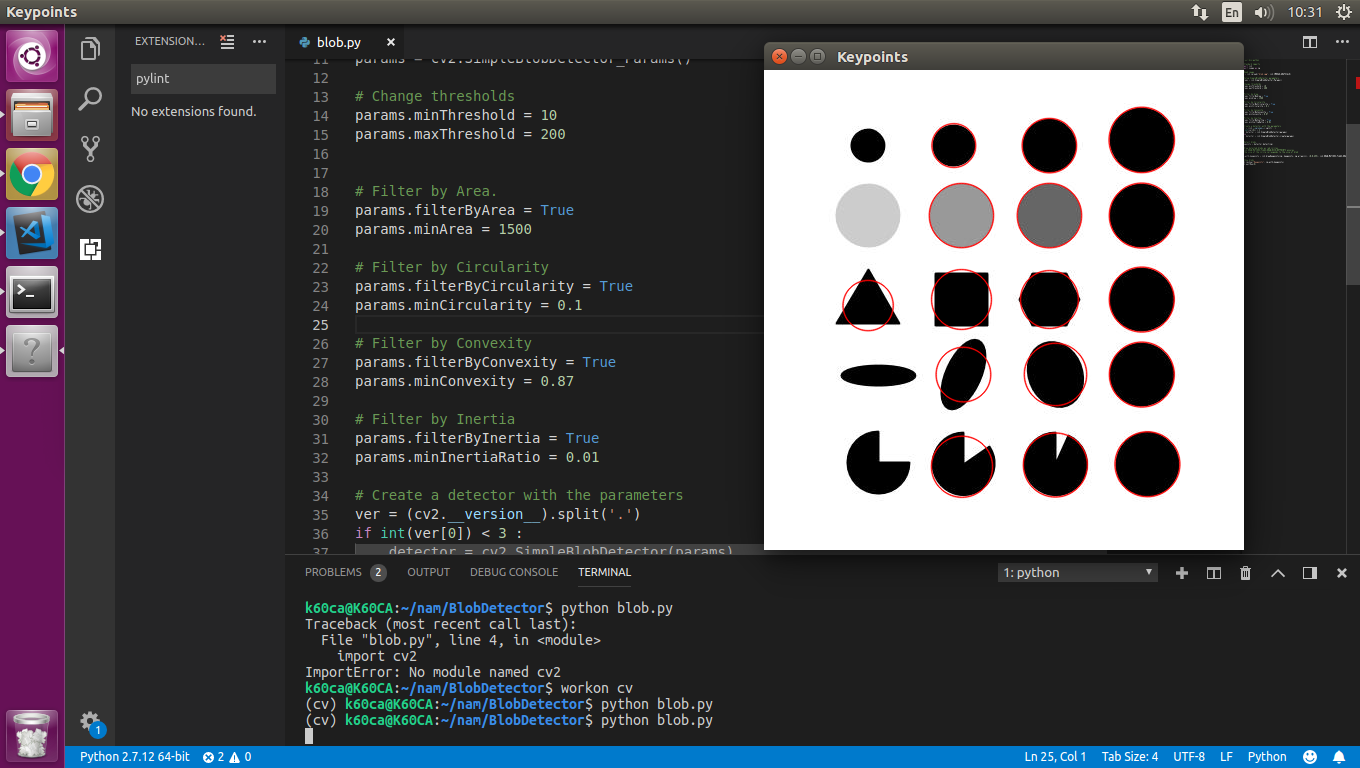 Keypoints
En
10:31
EXTENSION...
pylint
No extensions found.
blob.py
11 params = cv2.SimpleBlobDetector_Params()
12
13 # Change thresholds
14 params.minThreshold = 10
15 params.maxThreshold = 200
16
17
18 # Filter by Area.
19 params.filterByArea = True
20 params.minArea = 1500
21
22 # Filter by Circularity
23 params.filterByCircularity = True
24 params.minCircularity = 0.1
25
26 # Filter by Convexity
27 params.filterByConvexity = True
28 params.minConvexity = 0.87
29
30 # Filter by Inertia
31 params.filterByInertia = True
32 params.minInertiaRatio = 0.01
33
34 # Create a detector with the parameters
35 ver = (cv2.__version__).split('.')
36 if int(ver[0]) < 3 :
37 detector = cv2.SimpleBlobDetector(params)
Keypoints
PROBLEMS 2 OUTPUT DEBUG CONSOLE TERMINAL
1: python
k60ca@K60CA:~/nam/BlobDetector$ python blob.py
Traceback (most recent call last):
File "blob.py", line 4, in <module>
import cv2
ImportError: No module named cv2
k60ca@K60CA:~/nam/BlobDetector$ workon cv
(cv) k60ca@K60CA:~/nam/BlobDetector$ python blob.py
(cv) k60ca@K60CA:~/nam/BlobDetector$ python blob.py
1
Python 2.7.12 64-bit
2
0
Ln 25, Col 1
Tab Size: 4
UTF-8
LF
Python